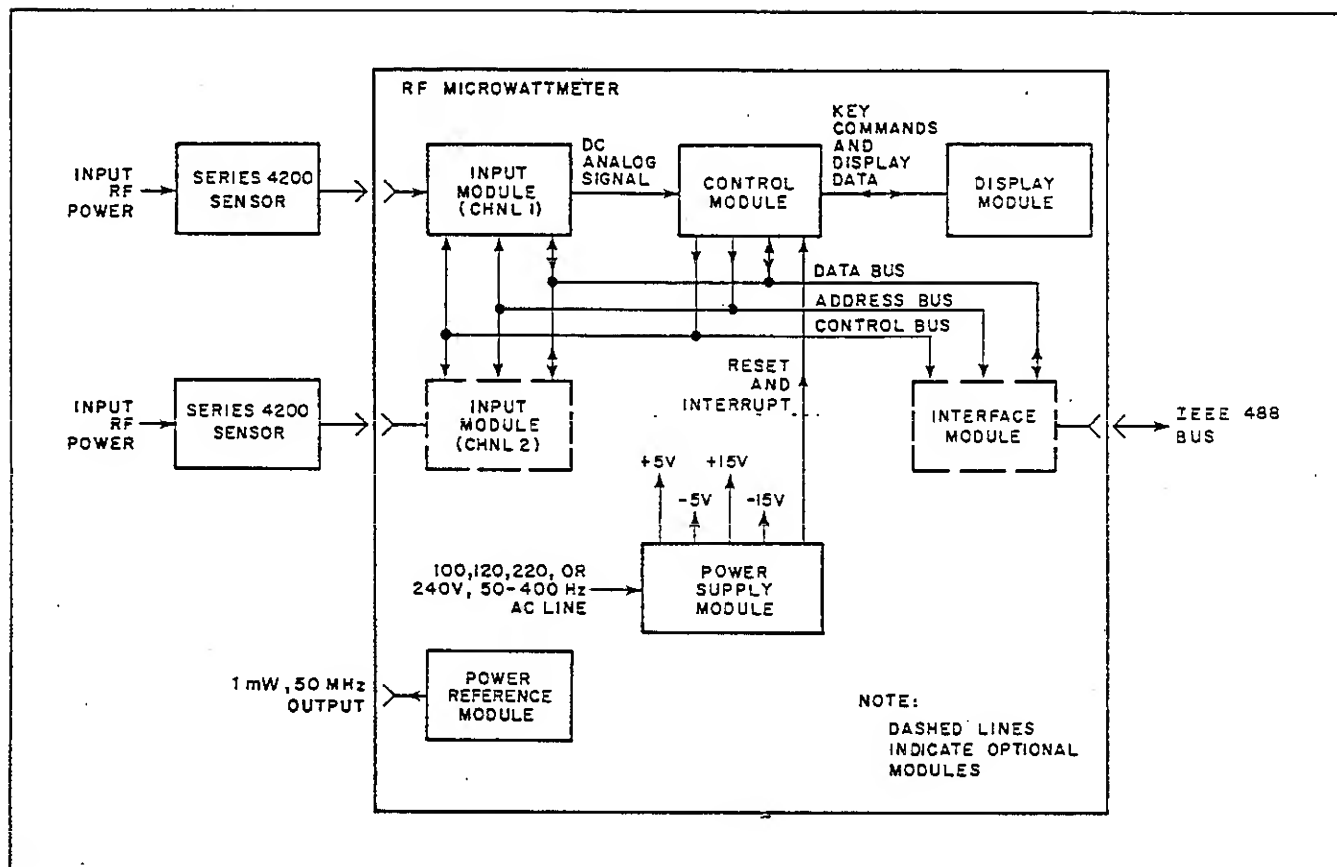 RF MICROWATTMETER
INPUT
RF
POWER
SERIES 4200
SENSOR
INPUT
MODULE
(CHNL 1)
DC
ANALOG
SIGNAL
CONTROL
MODULE
KEY
COMMANDS
AND
DISPLAY
DATA
DISPLAY
MODULE
DATA BUS
ADDRESS BUS
CONTROL BUS
INPUT
RF
POWER
SERIES 4200
SENSOR
INPUT
MODULE
(CHNL 2)
RESET
AND
INTERRUPT
INTERFACE
MODULE
IEEE 488
BUS
+5V
+15V
-5V
-15V
100,120,220, OR
240V, 50-400 Hz
AC LINE
POWER
SUPPLY
MODULE
1 mW, 50 MHz
OUTPUT
POWER
REFERENCE
MODULE
NOTE:
DASHED LINES
INDICATE OPTIONAL
MODULES